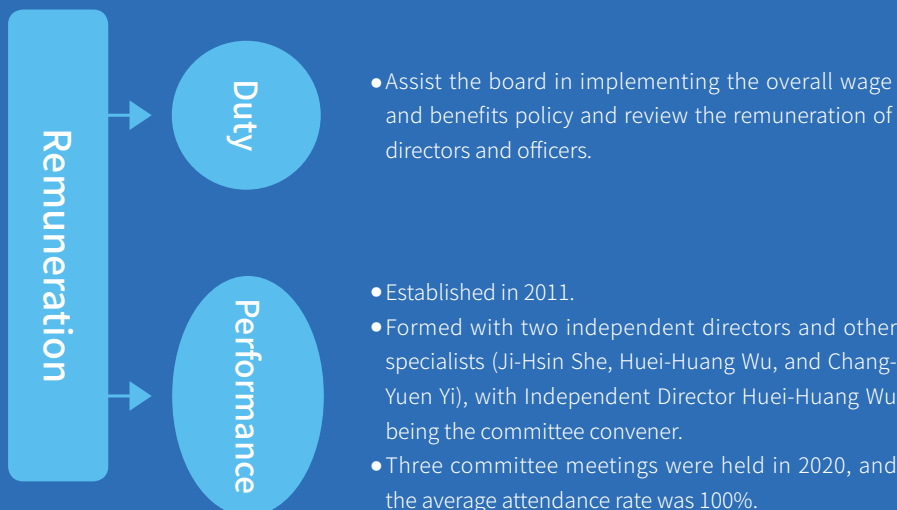 Remuneration
Duty
●Assist the board in implementing the overall wage
and benefits policy and review the remuneration of
directors and officers.
Performance
●Established in 2011.
●Formed with two independent directors and other
specialists (Ji-Hsin She, Huei-Huang Wu, and Chang-
Yuen Yi), with Independent Director Huei-Huang Wu
being the committee convener.
●Three committee meetings were held in 2020, and
the average attendance rate was 100%.